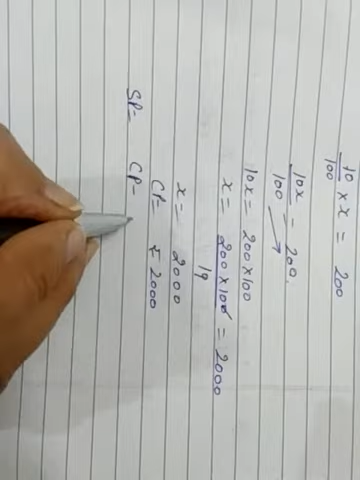 10/100 × x = 200
10x/100 = 200.
10x = 200 × 100
x = 200 × 100/10 = 2000
x = 2000
CP = ₹ 2000
SP = CP -